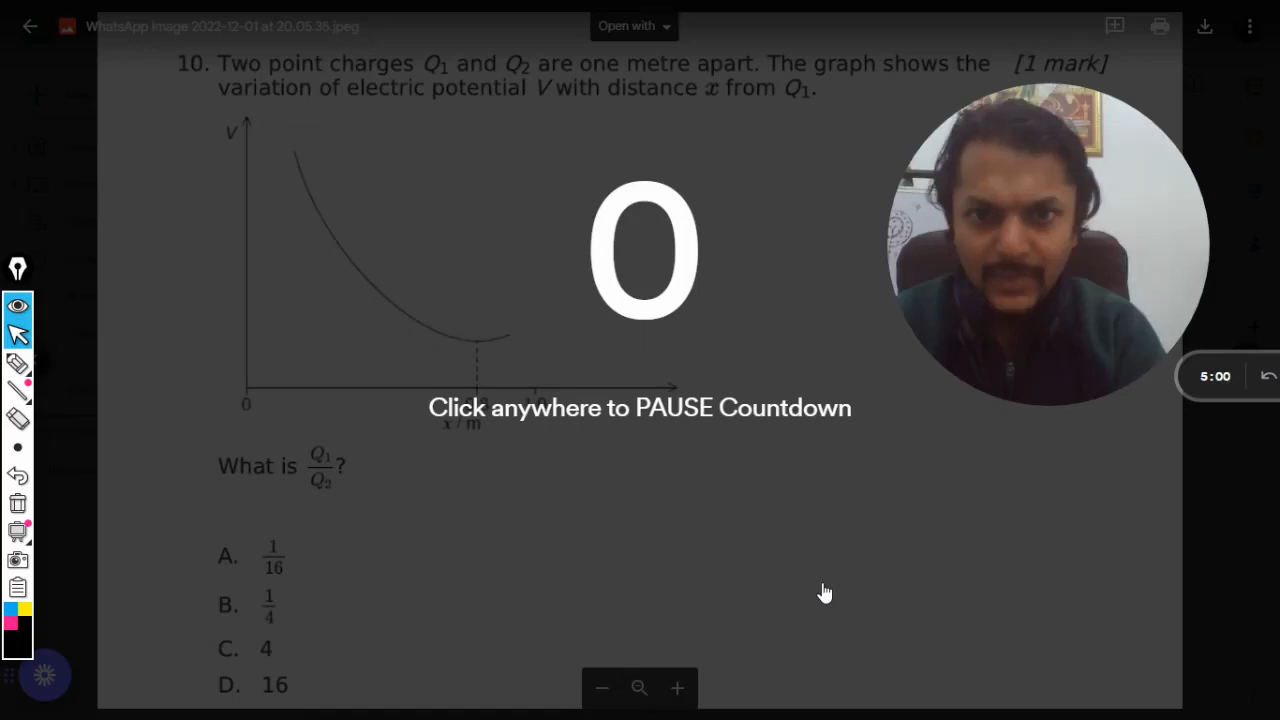 WhatsApp Image 2022-12-01 at 20.05.35.jpeg
Open with
10. Two point charges Q₁ and Q₂ are one metre apart. The graph shows the [1 mark]
variation of electric potential V with distance x from Q₁.
V
0
5:00
Click anywhere to PAUSE Countdown
0
x / m
What is Q₁/Q₂?
A. 1/16
B. 1/4
C. 4
D. 16